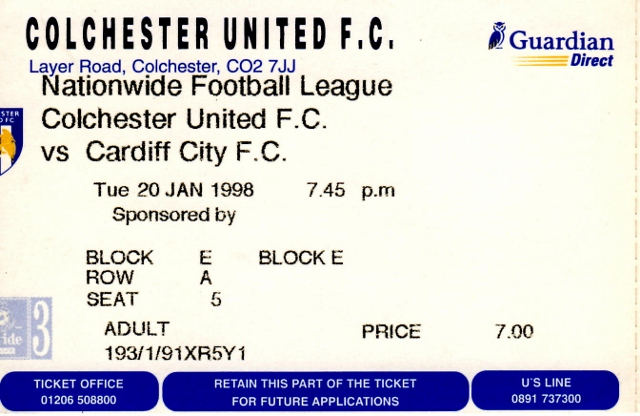 COLCHESTER UNITED F.C.
Guardian
Direct
Layer Road, Colchester, CO2 7JJ
Nationwide Football League
Colchester United F.C.
vs Cardiff City F.C.
Tue 20 JAN 1998 7.45 p.m
Sponsored by
BLOCK E BLOCK E
ROW A
SEAT 5
3
ADULT PRICE 7.00
193/1/91XR5Y1
TICKET OFFICE
01206 508800
RETAIN THIS PART OF THE TICKET
FOR FUTURE APPLICATIONS
U'S LINE
0891 737300